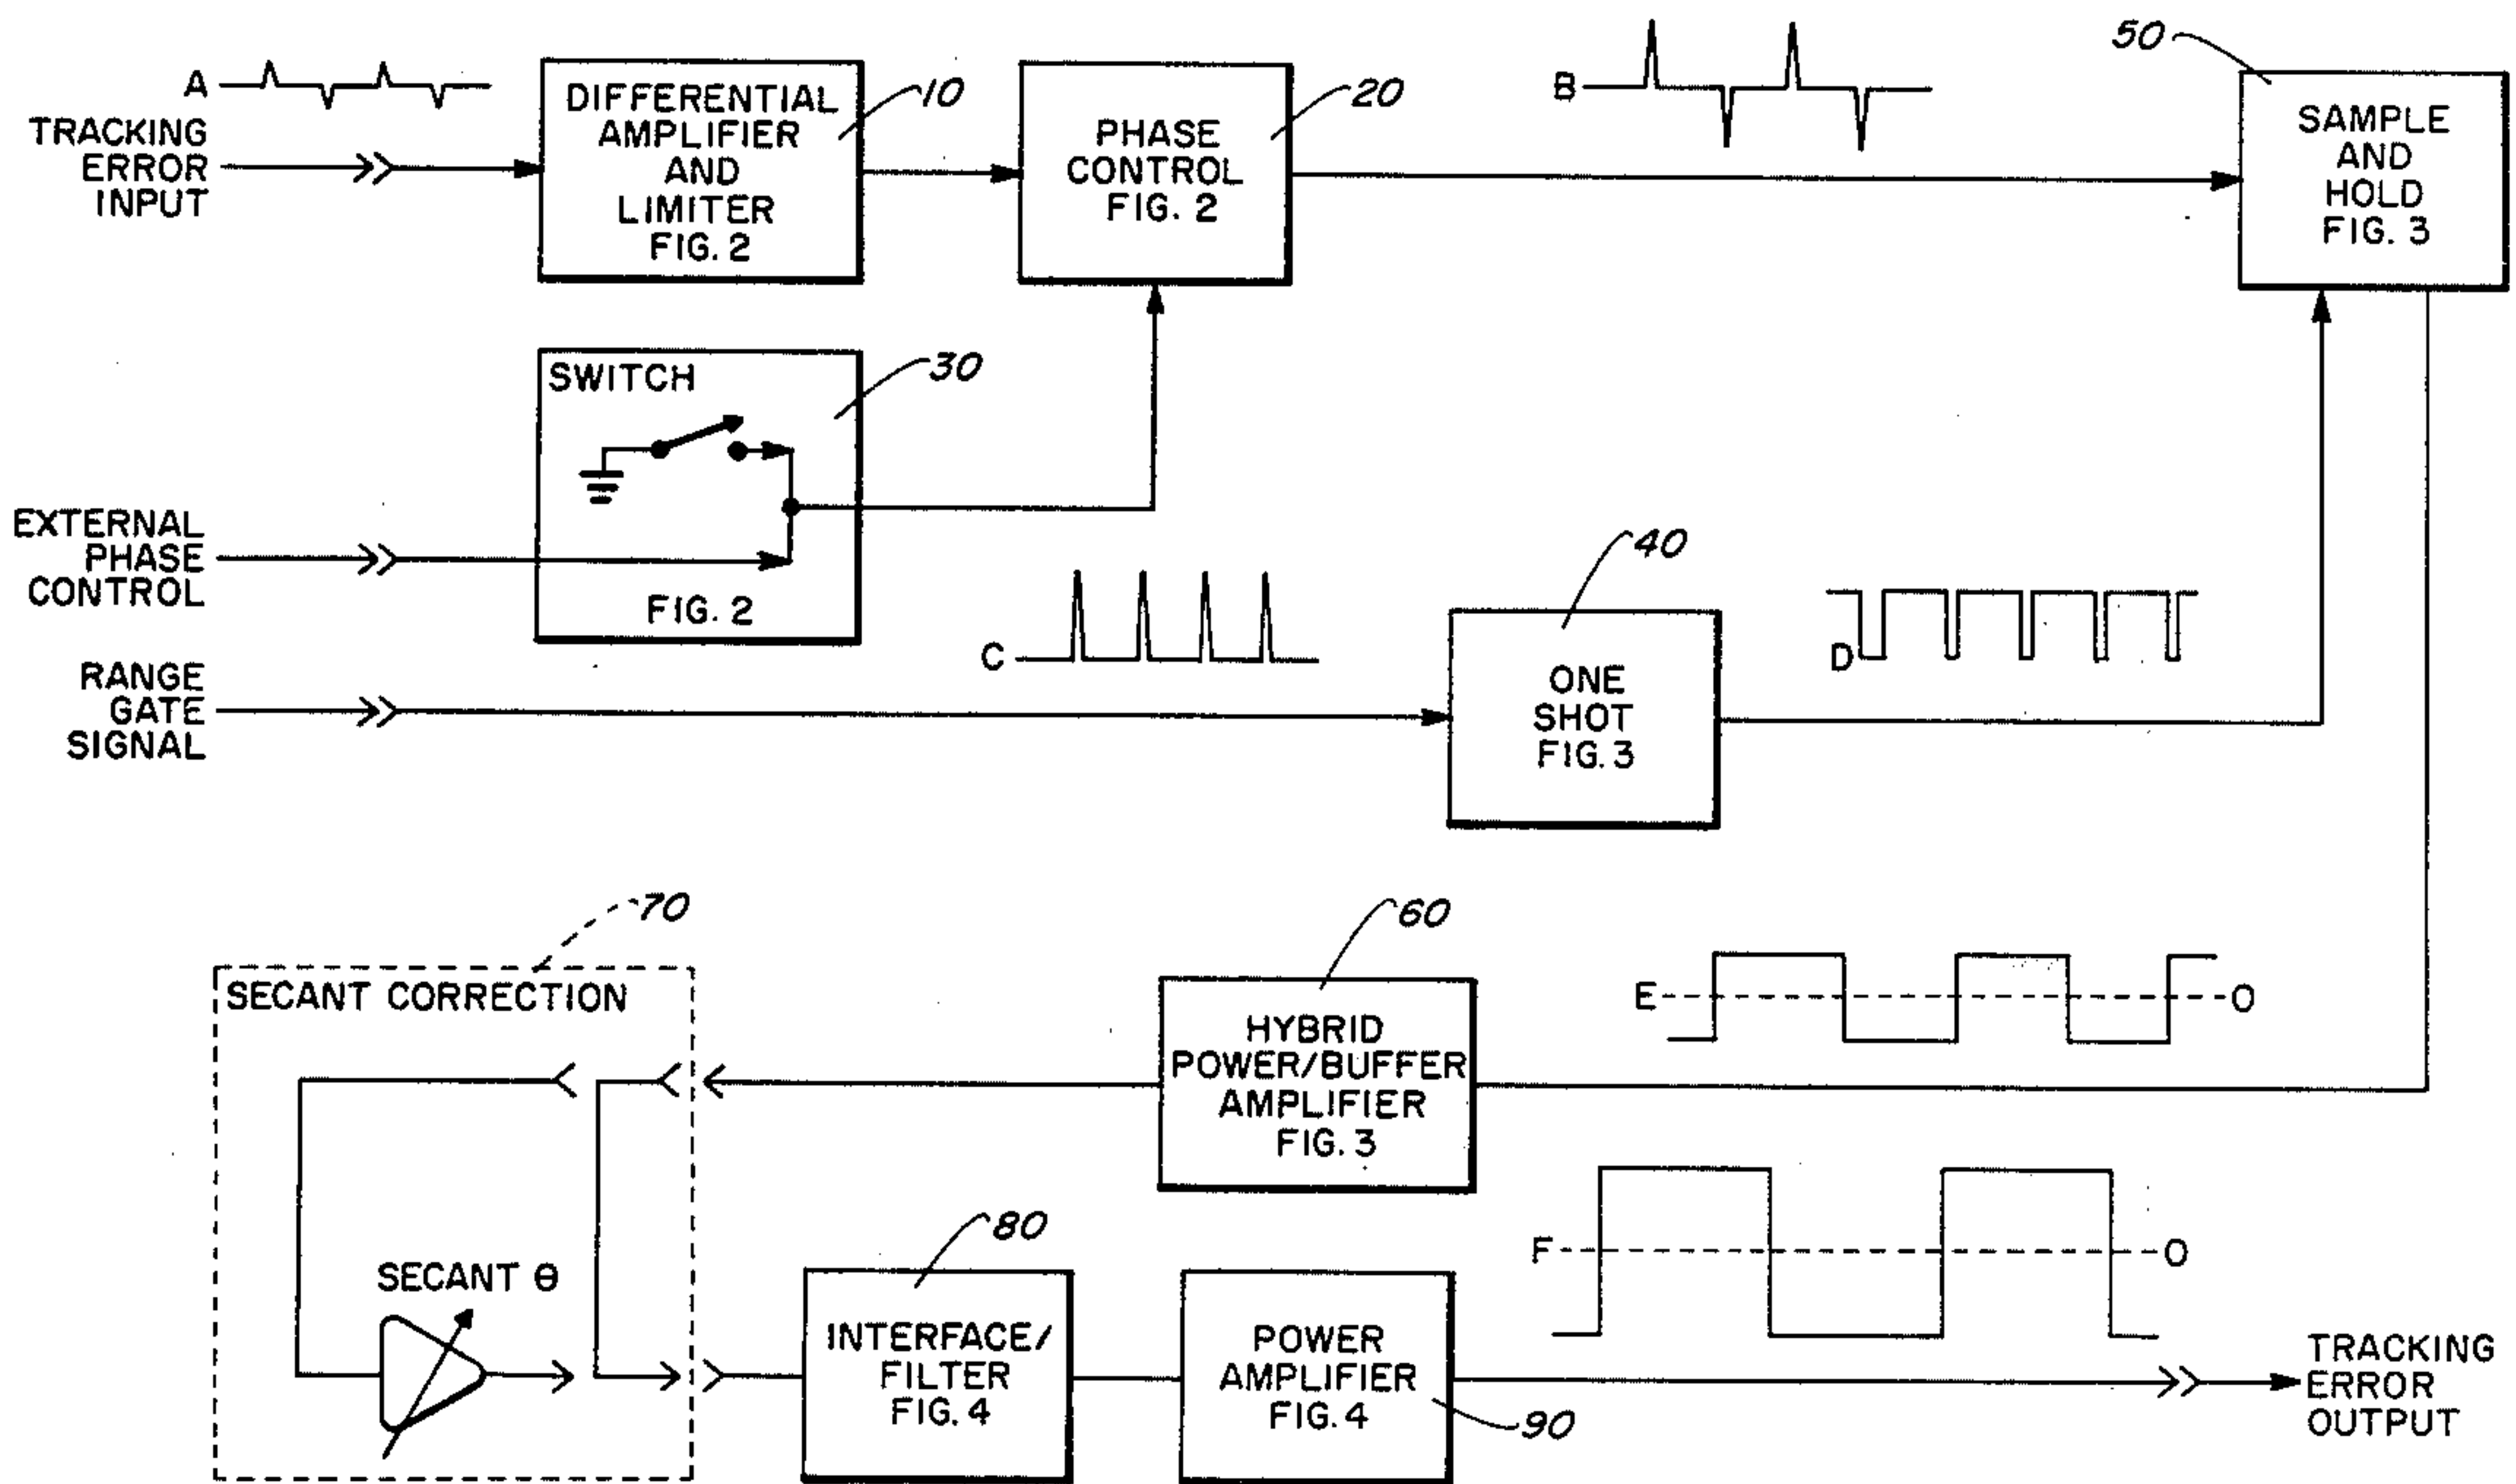 A
TRACKING
ERROR
INPUT
DIFFERENTIAL
AMPLIFIER
AND
LIMITER
FIG. 2
10
PHASE
CONTROL
FIG. 2
20
B
50
SAMPLE
AND
HOLD
FIG. 3
SWITCH
30
FIG. 2
EXTERNAL
PHASE
CONTROL
RANGE
GATE
SIGNAL
C
40
ONE
SHOT
FIG. 3
D
70
SECANT CORRECTION
SECANT θ
60
HYBRID
POWER/BUFFER
AMPLIFIER
FIG. 3
E
O
80
INTERFACE/
FILTER
FIG. 4
POWER
AMPLIFIER
FIG. 4
90
F
O
TRACKING
ERROR
OUTPUT